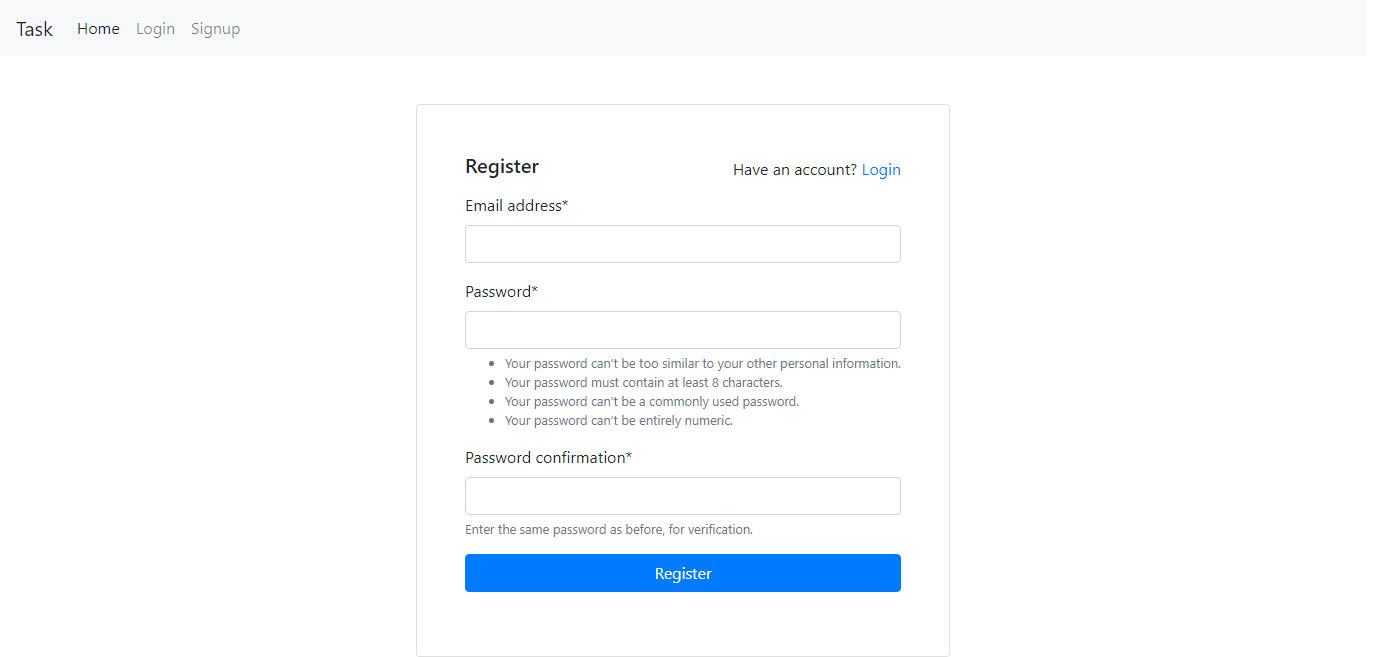 Task Home Login Signup
Register
Have an account? Login
Email address*
Password*
Your password can’t be too similar to your other personal information.
Your password must contain at least 8 characters.
Your password can’t be a commonly used password.
Your password can’t be entirely numeric.
Password confirmation*
Enter the same password as before, for verification.
Register